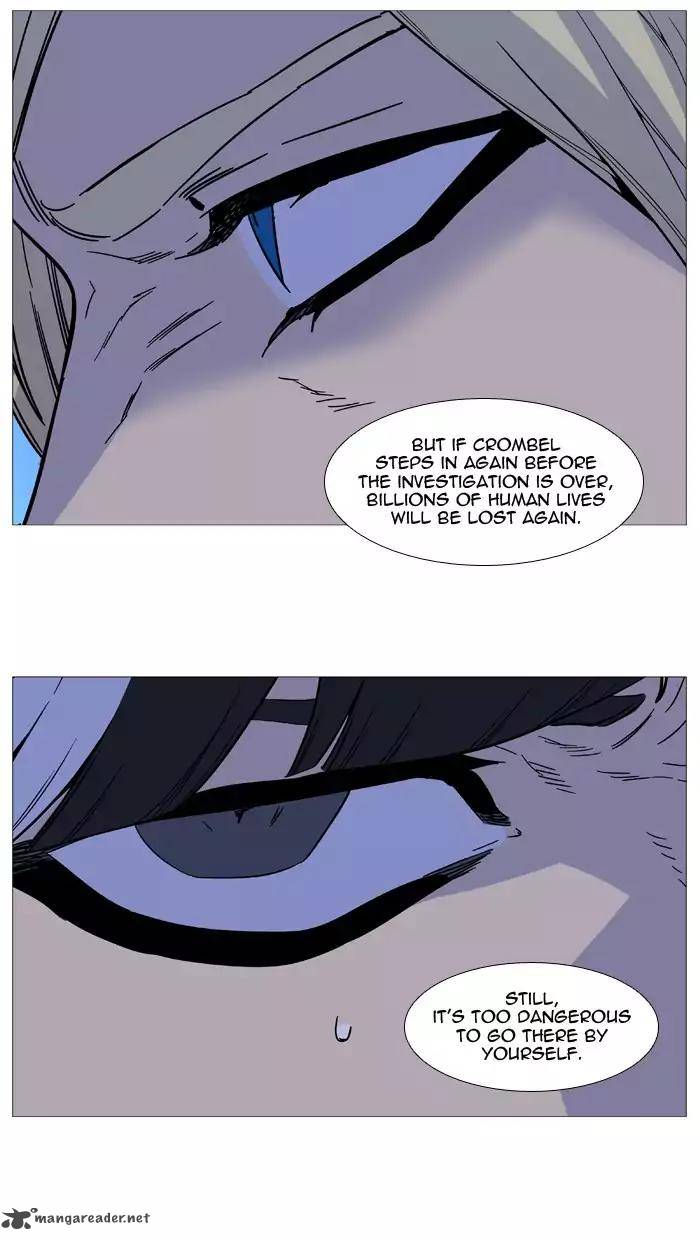 BUT IF CROMBEL
STEPS IN AGAIN BEFORE
THE INVESTIGATION IS OVER,
BILLIONS OF HUMAN LIVES
WILL BE LOST AGAIN.
STILL,
IT'S TOO DANGEROUS
TO GO THERE BY
YOURSELF.
mangareader.net